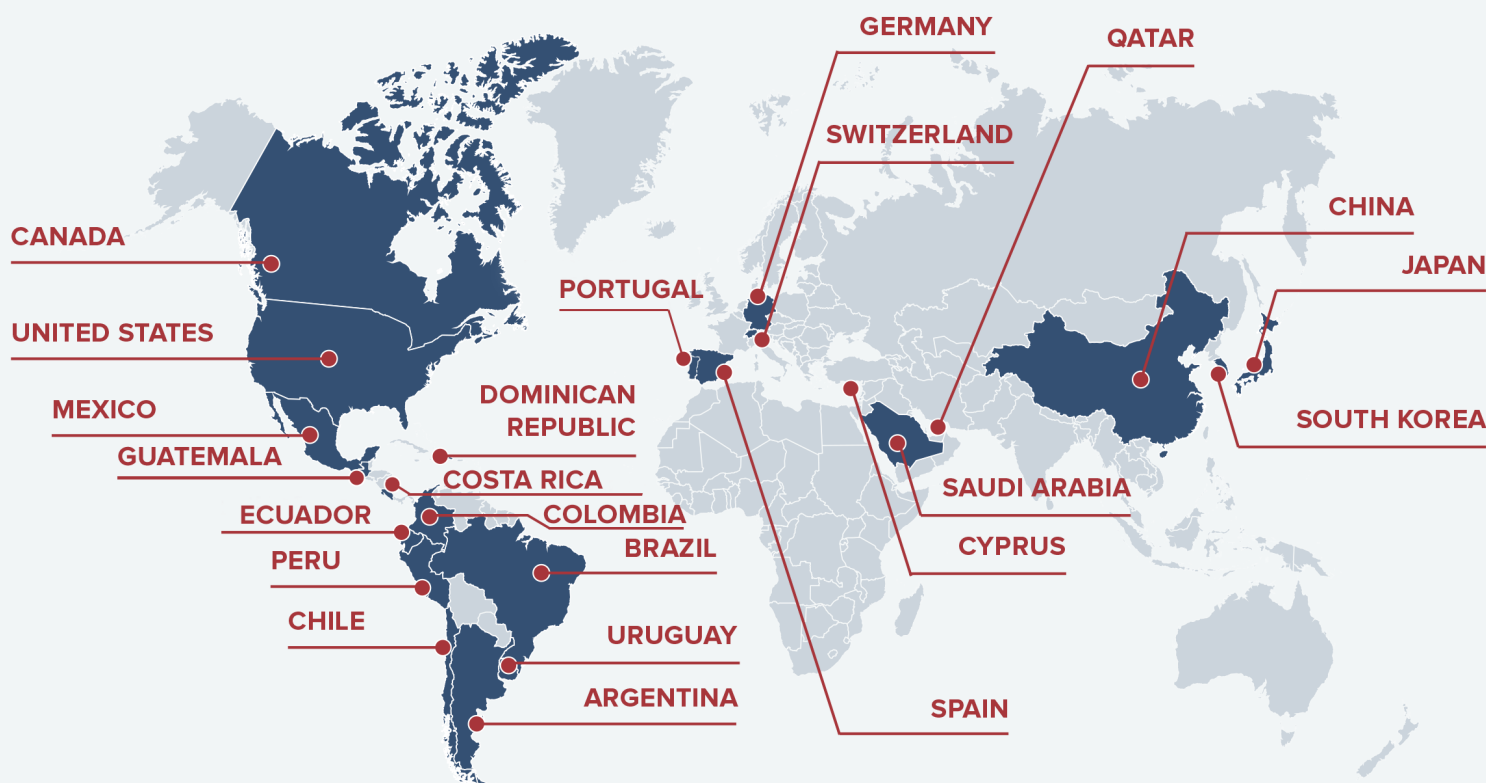 GERMANY
QATAR
SWITZERLAND
CHINA
CANADA
JAPAN
PORTUGAL
UNITED STATES
DOMINICAN
REPUBLIC
MEXICO
SOUTH KOREA
GUATEMALA
COSTA RICA
SAUDI ARABIA
ECUADOR
COLOMBIA
BRAZIL
CYPRUS
PERU
CHILE
URUGUAY
ARGENTINA
SPAIN